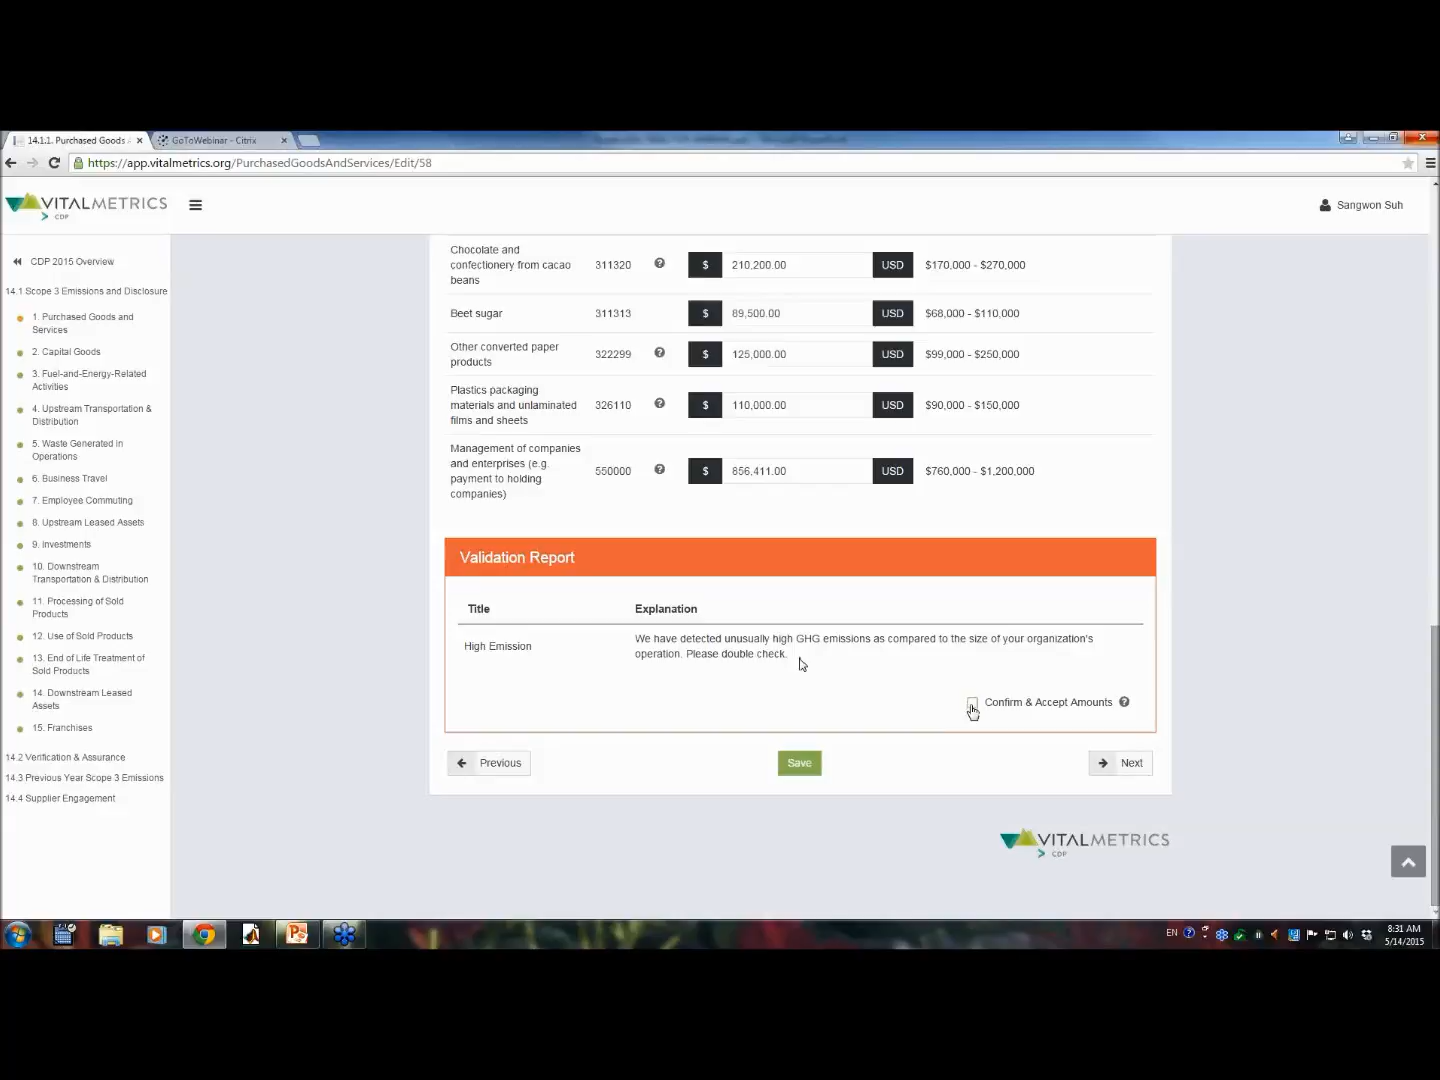 14.1.1. Purchased Goods
GoToWebinar - Citrix
https://app.vitalmetrics.org/PurchasedGoodsAndServices/Edit/58
VITALMETRICS
CDP
Sangwon Suh
CDP 2015 Overview
14.1 Scope 3 Emissions and Disclosure
1. Purchased Goods and
Services
2. Capital Goods
3. Fuel-and-Energy-Related
Activities
4. Upstream Transportation &
Distribution
5. Waste Generated in
Operations
6. Business Travel
7. Employee Commuting
8. Upstream Leased Assets
9. Investments
10. Downstream
Transportation & Distribution
11. Processing of Sold
Products
12. Use of Sold Products
13. End of Life Treatment of
Sold Products
14. Downstream Leased
Assets
15. Franchises
14.2 Verification & Assurance
14.3 Previous Year Scope 3 Emissions
14.4 Supplier Engagement
Chocolate and
confectionery from cacao
beans
311320 $ 210,200.00 USD $170,000 - $270,000
Beet sugar 311313 $ 89,500.00 USD $68,000 - $110,000
Other converted paper
products
322299 $ 125,000.00 USD $99,000 - $250,000
Plastics packaging
materials and unlaminated
films and sheets
326110 $ 110,000.00 USD $90,000 - $150,000
Management of companies
and enterprises (e.g.
payment to holding
companies)
550000 $ 856,411.00 USD $760,000 - $1,200,000
Validation Report
Title Explanation
High Emission
We have detected unusually high GHG emissions as compared to the size of your organization's
operation. Please double check.
Confirm & Accept Amounts
Previous Save Next
VITALMETRICS
CDP
EN
8:31 AM
5/14/2015